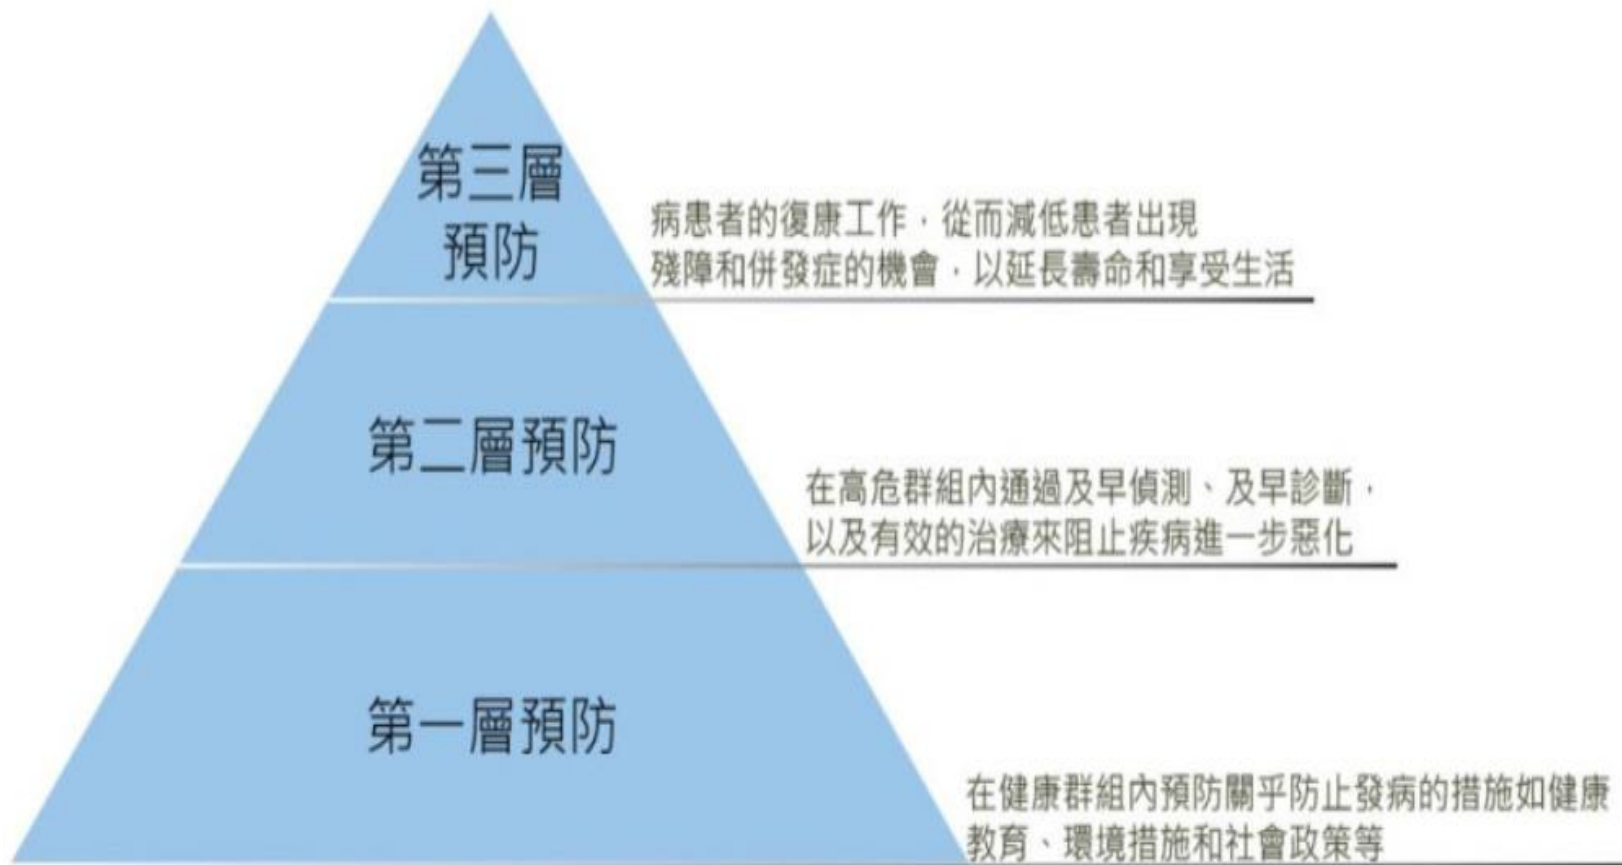 第三層
預防
病患者的復康工作，從而減低患者出現
殘障和併發症的機會，以延長壽命和享受生活
第二層預防
在高危群組內通過及早偵測、及早診斷，
以及有效的治療來阻止疾病進一步惡化
第一層預防
在健康群組內預防關乎防止發病的措施如健康
教育、環境措施和社會政策等